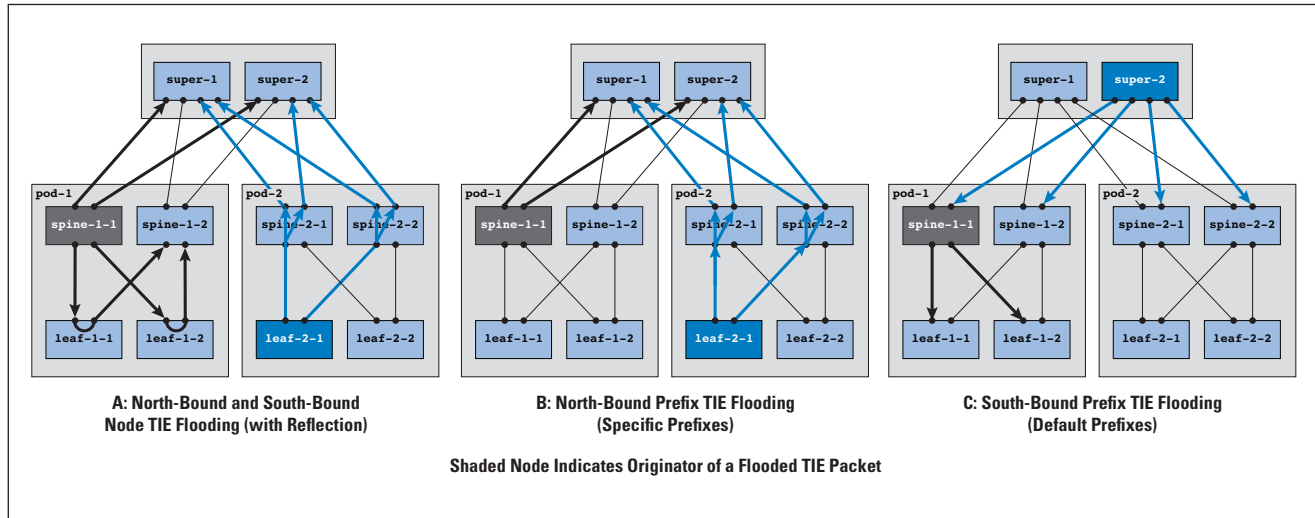 super-1 super-2 super-1 super-2 super-1 super-2
pod-1 pod-2 pod-1 pod-2 pod-1 pod-2
spine-1-1 spine-1-2 spine-2-1 spine-2-2 spine-1-1 spine-1-2 spine-2-1 spine-2-2 spine-1-1 spine-1-2 spine-2-1 spine-2-2
leaf-1-1 leaf-1-2 leaf-2-1 leaf-2-2 leaf-1-1 leaf-1-2 leaf-2-1 leaf-2-2 leaf-1-1 leaf-1-2 leaf-2-1 leaf-2-2
A: North-Bound and South-Bound B: North-Bound Prefix TIE Flooding C: South-Bound Prefix TIE Flooding
Node TIE Flooding (with Reflection) (Specific Prefixes) (Default Prefixes)
Shaded Node Indicates Originator of a Flooded TIE Packet